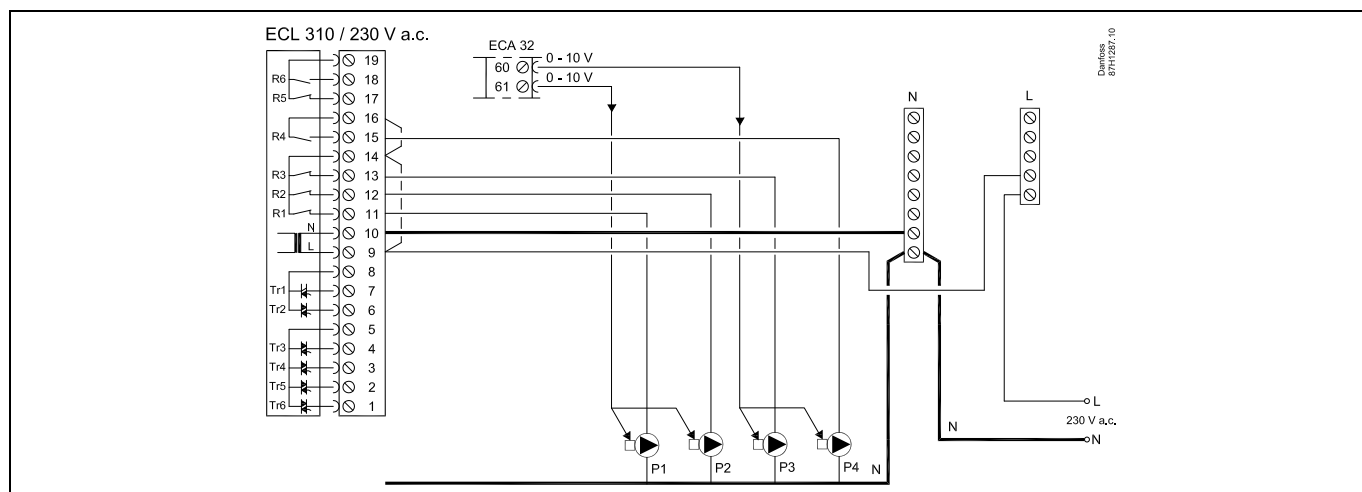 ECL 310 / 230 V a.c.
19
R6 18
R5 17
16
R4 15
14
R3 13
R2 12
R1 11
N 10
L 9
8
Tr1 7
Tr2 6
5
Tr3 4
Tr4 3
Tr5 2
Tr6 1
ECA 32
60 0 - 10 V
61 0 - 10 V
N
L
Danfoss
87H1287.10
L
230 V a.c.
N
N
P1 P2 P3 P4 N